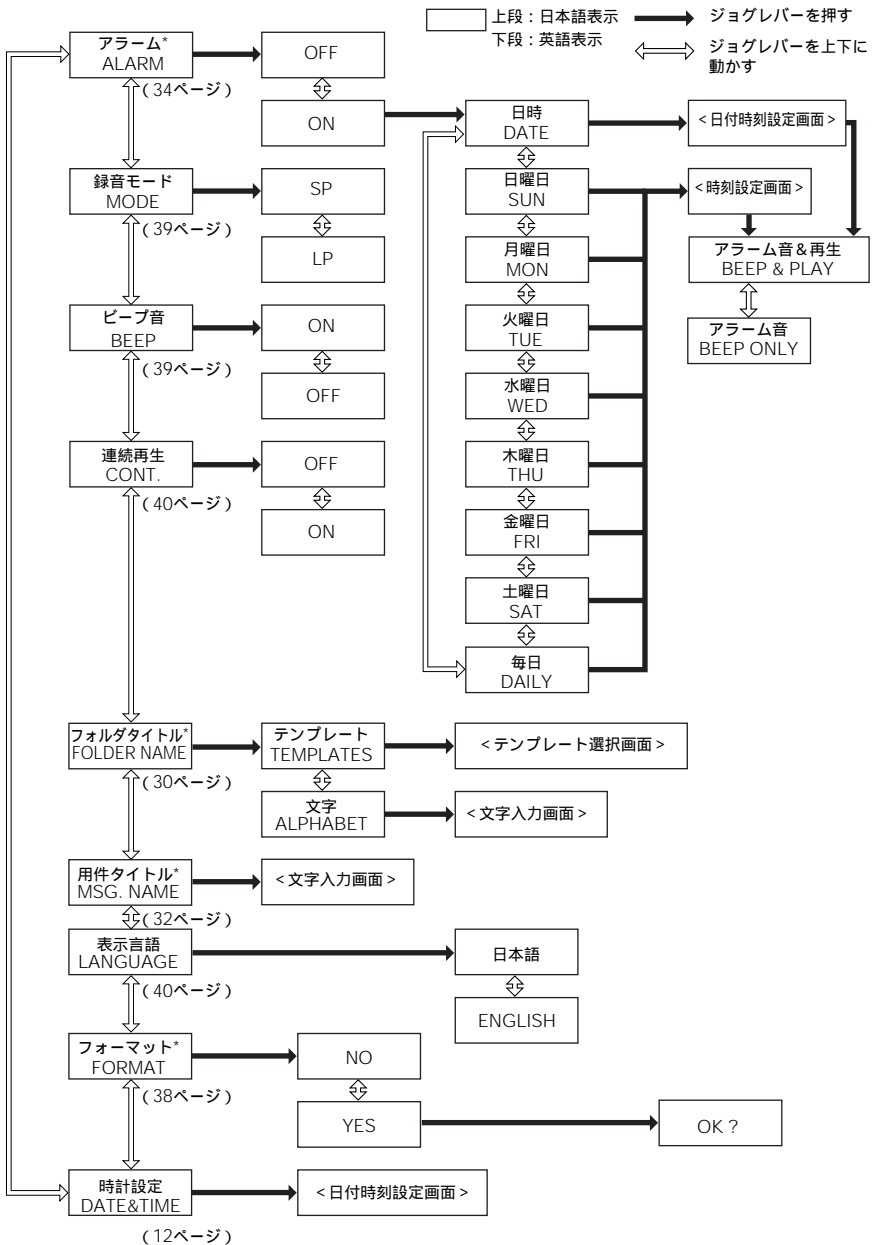 上段：日本語表示
下段：英語表示
ジョグレバーを押す
ジョグレバーを上下に
動かす
アラーム*
ALARM
（34ページ）
OFF
ON
日時
DATE
<日付時刻設定画面>
日曜日
SUN
<時刻設定画面>
月曜日
MON
アラーム音＆再生
BEEP & PLAY
火曜日
TUE
アラーム音
BEEP ONLY
水曜日
WED
木曜日
THU
金曜日
FRI
土曜日
SAT
毎日
DAILY
録音モード
MODE
（39ページ）
SP
LP
ビープ音
BEEP
（39ページ）
ON
OFF
連続再生
CONT.
（40ページ）
OFF
ON
フォルダタイトル*
FOLDER NAME
（30ページ）
テンプレート
TEMPLATES
<テンプレート選択画面>
文字
ALPHABET
<文字入力画面>
用件タイトル*
MSG. NAME
（32ページ）
<文字入力画面>
表示言語
LANGUAGE
（40ページ）
日本語
ENGLISH
フォーマット*
FORMAT
（38ページ）
NO
YES
OK ?
時計設定
DATE&TIME
（12ページ）
<日付時刻設定画面>